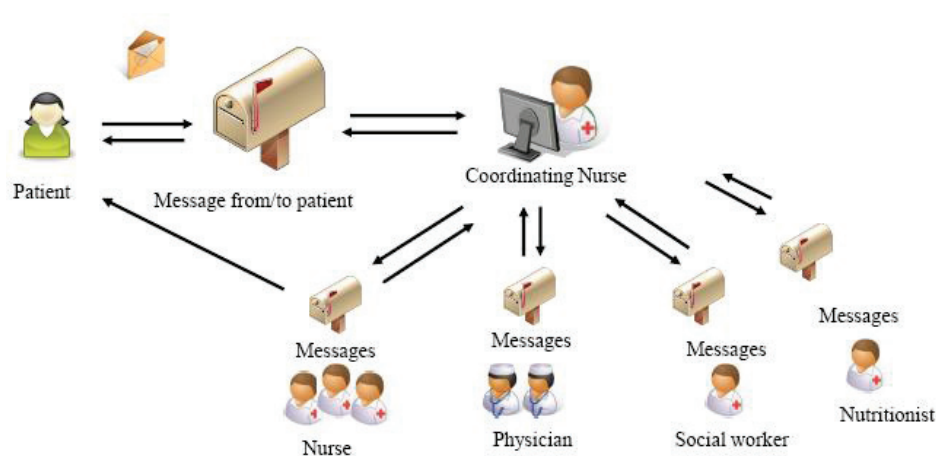 Patient
Message from/to patient
Coordinating Nurse
Messages
Nurse
Messages
Physician
Messages
Social worker
Messages
Nutritionist